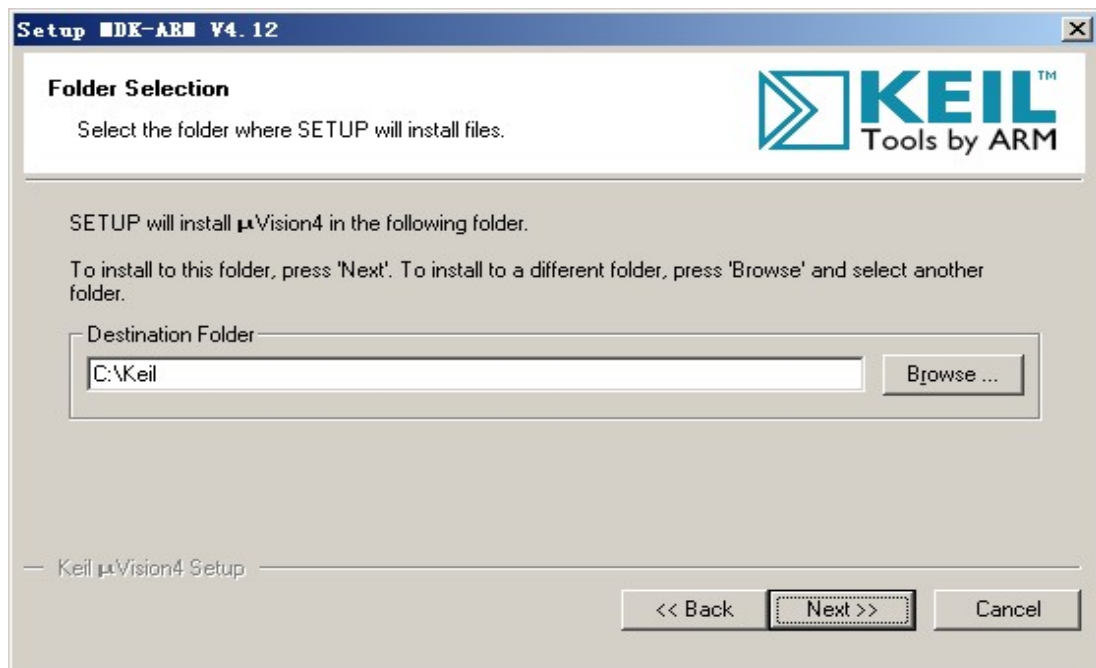 Setup MDK-ARM V4.12
Folder Selection
Select the folder where SETUP will install files.
KEIL™
Tools by ARM
SETUP will install µVision4 in the following folder.
To install to this folder, press 'Next'. To install to a different folder, press 'Browse' and select another
folder.
Destination Folder
C:\Keil
Browse ...
Keil µVision4 Setup
<< Back
Next >>
Cancel